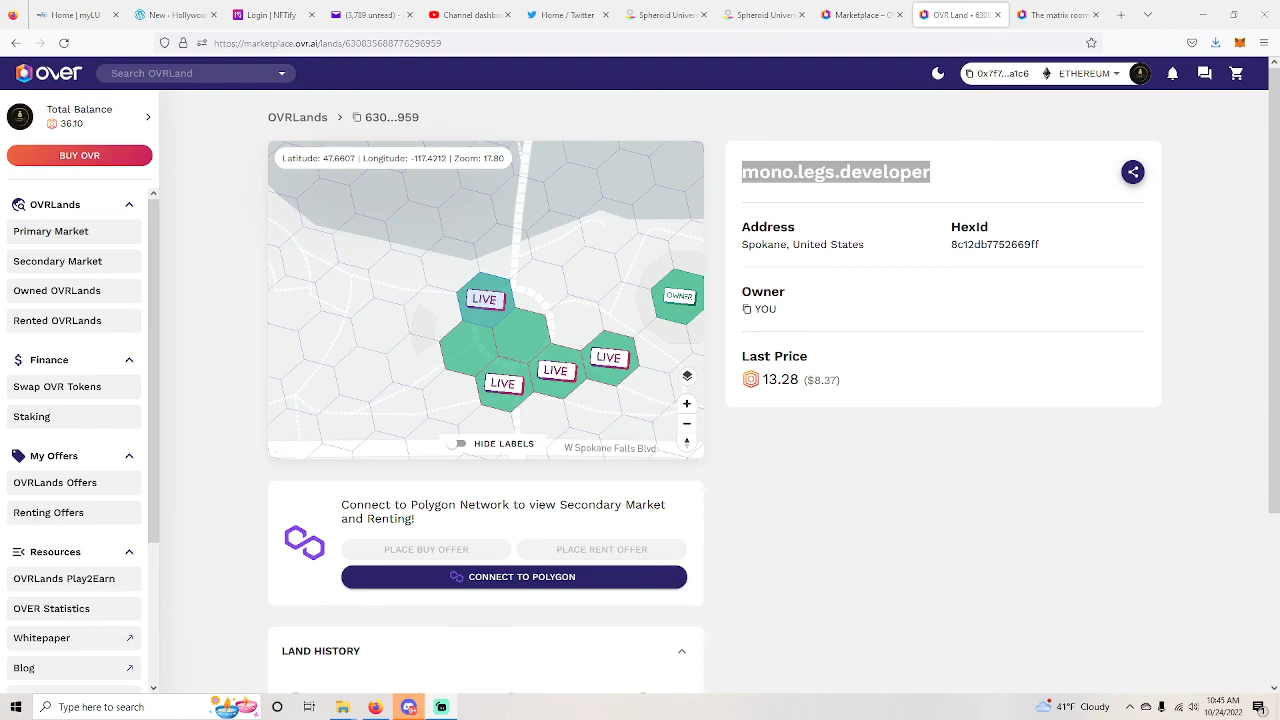 Home | myU
New ‹ Hollywoo
Login | NFTify
(3,789 unread)
Channel dashbo
Home / Twitter
Spheroid Univer
Spheroid Univer
Marketplace – O
OVR Land • 6308
The matrix room
https://marketplace.ovr.ai/lands/630835688776296959
over
Search OVRLand
0x7f7...a1c6
ETHEREUM
Total Balance
36.10
BUY OVR
OVRLands
Primary Market
Secondary Market
Owned OVRLands
Rented OVRLands
Finance
Swap OVR Tokens
Staking
My Offers
OVRLands Offers
Renting Offers
Resources
OVRLands Play2Earn
OVER Statistics
Whitepaper
Blog
OVRLands > 630...959
Latitude: 47.6607 | Longitude: -117.4212 | Zoom: 17.80
LIVE
OWNER
LIVE
LIVE
LIVE
HIDE LABELS
W Spokane Falls Blvd
Connect to Polygon Network to view Secondary Market
and Renting!
PLACE BUY OFFER
PLACE RENT OFFER
CONNECT TO POLYGON
LAND HISTORY
mono.legs.developer
Address
Spokane, United States
HexId
8c12db7752669ff
Owner
YOU
Last Price
13.28 ($8.37)
Type here to search
41°F Cloudy
10:45 AM
10/24/2022